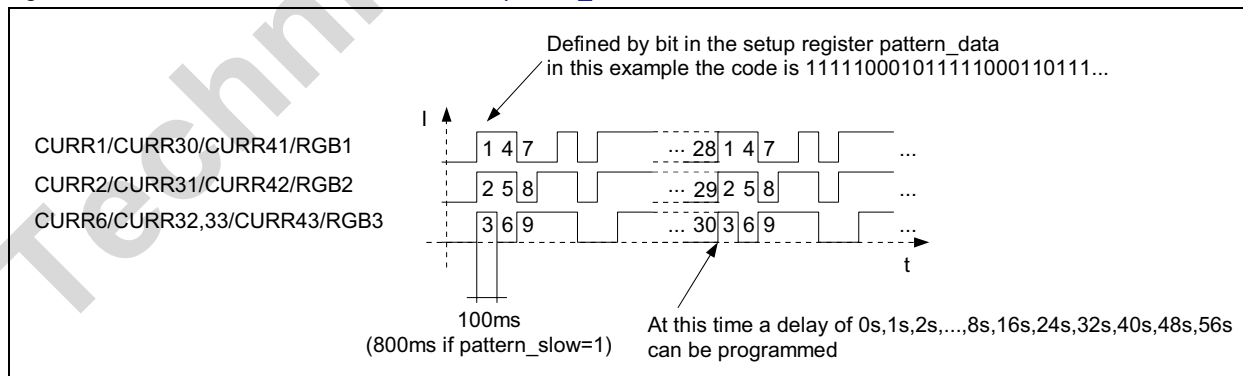 Defined by bit in the setup register pattern_data
in this example the code is 111110001011111000110111...
I
CURR1/CURR30/CURR41/RGB1
1 4 7 ... 28 1 4 7 ...
CURR2/CURR31/CURR42/RGB2
2 5 8 ... 29 2 5 8 ...
CURR6/CURR32,33/CURR43/RGB3
3 6 9 ... 30 3 6 9 ...
t
100ms
(800ms if pattern_slow=1)
At this time a delay of 0s,1s,2s,...,8s,16s,24s,32s,40s,48s,56s
can be programmed
Techn